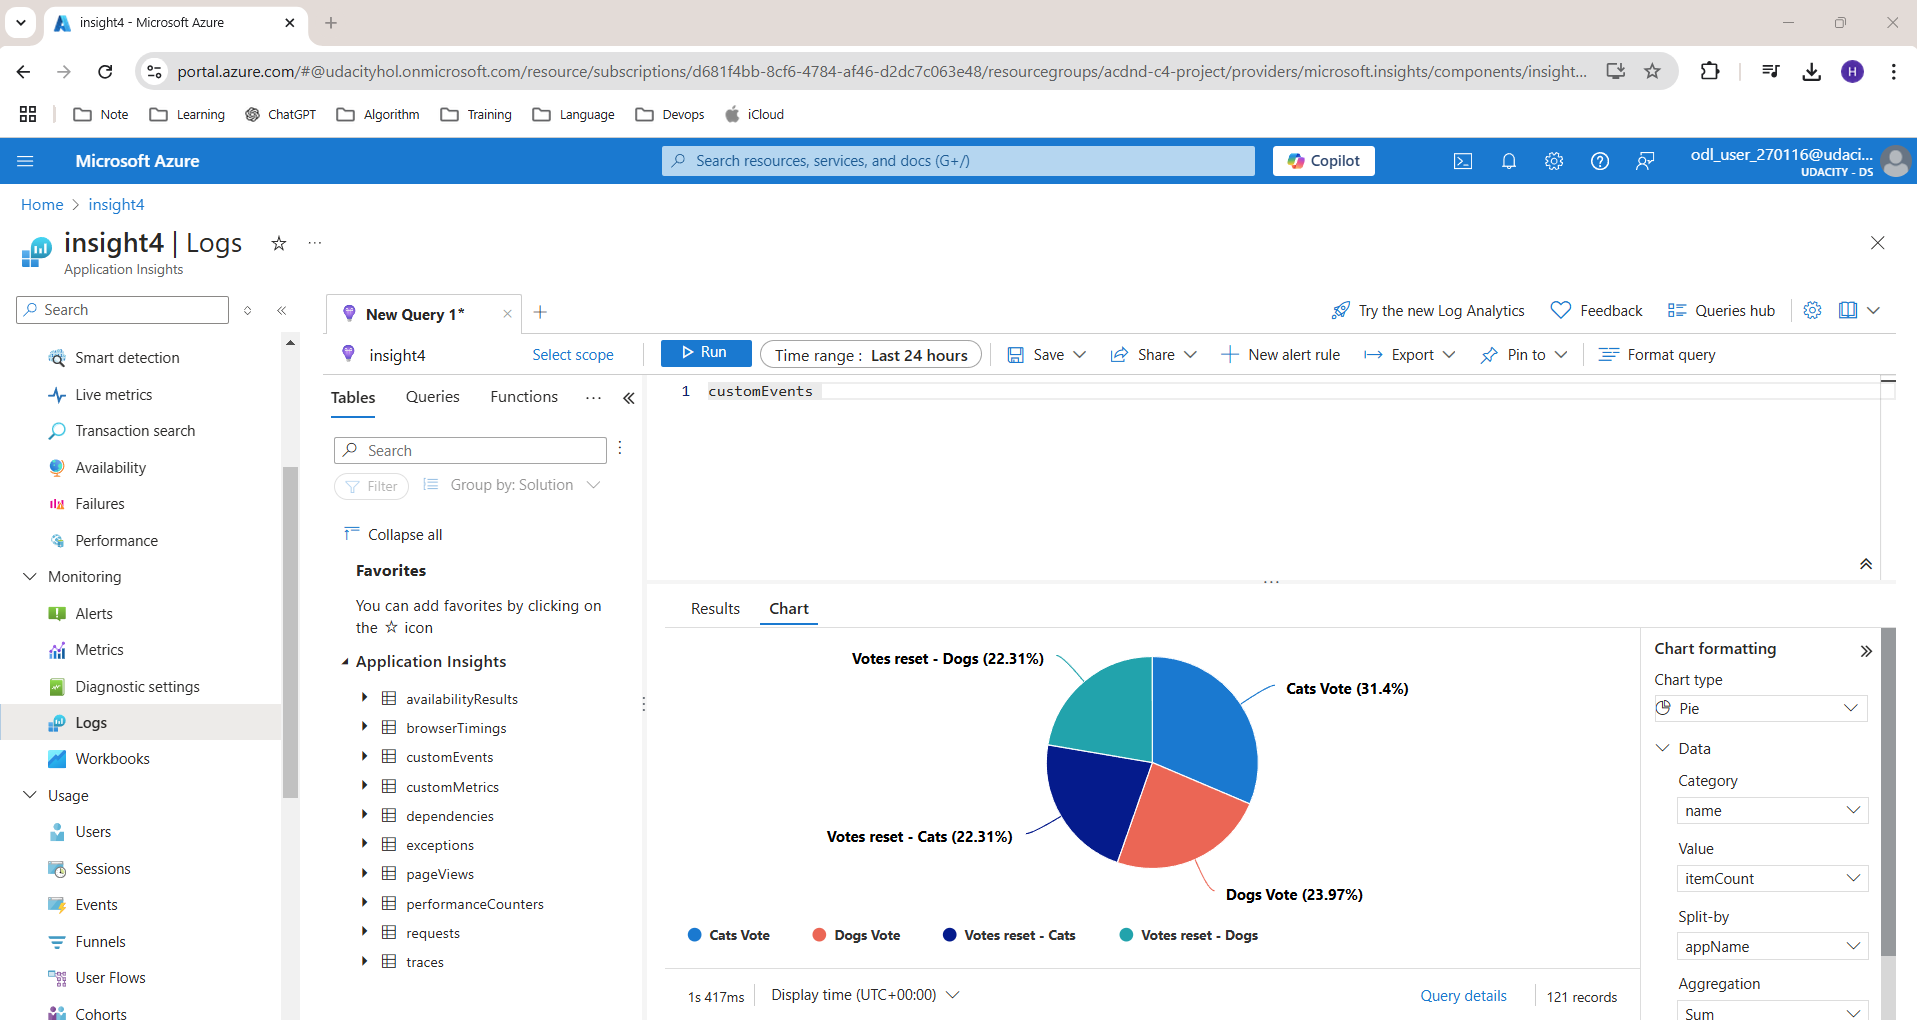 insight4 - Microsoft Azure
portal.azure.com/#@udacityhol.onmicrosoft.com/resource/subscriptions/d681f4bb-8cf6-4784-af46-d2dc7c063e48/resourcegroups/acdnd-c4-project/providers/microsoft.insights/components/insight...
H
Note
Learning
ChatGPT
Algorithm
Training
Language
Devops
iCloud
Microsoft Azure
Search resources, services, and docs (G+/)
Copilot
odl_user_270116@udaci...
UDACITY - DS
Home > insight4
insight4 | Logs
Application Insights
Search
Smart detection
Live metrics
Transaction search
Availability
Failures
Performance
Monitoring
Alerts
Metrics
Diagnostic settings
Logs
Workbooks
Usage
Users
Sessions
Events
Funnels
User Flows
Cohorts
New Query 1*
Try the new Log Analytics
Feedback
Queries hub
insight4
Select scope
Run
Time range : Last 24 hours
Save
Share
New alert rule
Export
Pin to
Format query
Tables
Queries
Functions
Search
Filter
Group by: Solution
Collapse all
Favorites
You can add favorites by clicking on
the ☆ icon
Application Insights
availabilityResults
browserTimings
customEvents
customMetrics
dependencies
exceptions
pageViews
performanceCounters
requests
traces
1 customEvents
Results
Chart
Votes reset - Dogs (22.31%)
Cats Vote (31.4%)
Votes reset - Cats (22.31%)
Dogs Vote (23.97%)
Cats Vote
Dogs Vote
Votes reset - Cats
Votes reset - Dogs
1s 417ms
Display time (UTC+00:00)
Query details
121 records
Chart formatting
Chart type
Pie
Data
Category
name
Value
itemCount
Split-by
appName
Aggregation
Sum